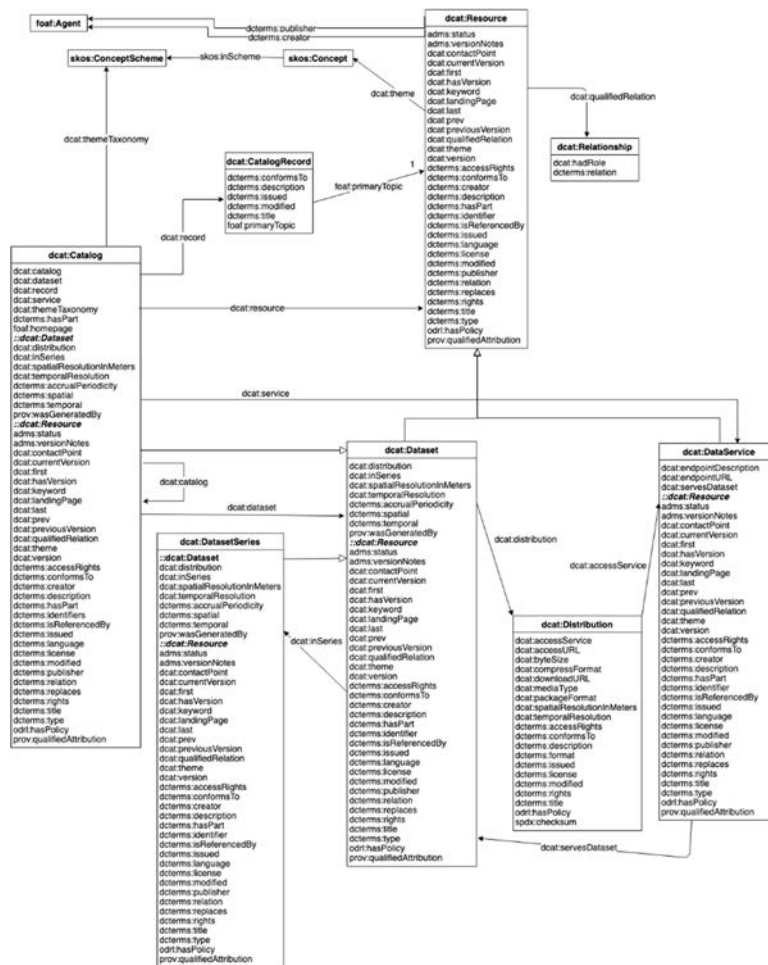 foaf:Agent
dcterms:publisher
dcterms:creator
skos:ConceptScheme
skos:inScheme
skos:Concept
dcat:theme
dcat:themeTaxonomy
dcat:Resource
adms:status
adms:versionNotes
dcat:contactPoint
dcat:currentVersion
dcat:first
dcat:hasVersion
dcat:keyword
dcat:landingPage
dcat:last
dcat:prev
dcat:previousVersion
dcat:qualifiedRelation
dcat:theme
dcat:version
dcterms:accessRights
dcterms:conformsTo
dcterms:creator
dcterms:description
dcterms:hasPart
dcterms:identifier
dcterms:isReferencedBy
dcterms:issued
dcterms:language
dcterms:license
dcterms:modified
dcterms:publisher
dcterms:relation
dcterms:replaces
dcterms:rights
dcterms:title
dcterms:type
odrl:hasPolicy
prov:qualifiedAttribution
dcat:qualifiedRelation
dcat:Relationship
dcat:hadRole
dcterms:relation
dcat:CatalogRecord
dcterms:conformsTo
dcterms:description
dcterms:issued
dcterms:modified
dcterms:title
foaf:primaryTopic
1
foaf:primaryTopic
dcat:record
dcat:Catalog
dcat:catalog
dcat:dataset
dcat:record
dcat:service
dcat:themeTaxonomy
dcterms:hasPart
foaf:homepage
::dcat:Dataset
dcat:distribution
dcat:inSeries
dcat:spatialResolutionInMeters
dcat:temporalResolution
dcterms:accrualPeriodicity
dcterms:spatial
dcterms:temporal
prov:wasGeneratedBy
::dcat:Resource
adms:status
adms:versionNotes
dcat:contactPoint
dcat:currentVersion
dcat:first
dcat:hasVersion
dcat:keyword
dcat:landingPage
dcat:last
dcat:prev
dcat:previousVersion
dcat:qualifiedRelation
dcat:theme
dcat:version
dcterms:accessRights
dcterms:conformsTo
dcterms:creator
dcterms:description
dcterms:hasPart
dcterms:identifiers
dcterms:isReferencedBy
dcterms:issued
dcterms:language
dcterms:license
dcterms:modified
dcterms:publisher
dcterms:relation
dcterms:replaces
dcterms:rights
dcterms:title
dcterms:type
odrl:hasPolicy
prov:qualifiedAttribution
dcat:resource
dcat:service
dcat:catalog
dcat:dataset
dcat:DatasetSeries
::dcat:Dataset
dcat:distribution
dcat:inSeries
dcat:spatialResolutionInMeters
dcat:temporalResolution
dcterms:accrualPeriodicity
dcterms:spatial
dcterms:temporal
prov:wasGeneratedBy
::dcat:Resource
adms:status
adms:versionNotes
dcat:contactPoint
dcat:currentVersion
dcat:first
dcat:hasVersion
dcat:keyword
dcat:landingPage
dcat:last
dcat:prev
dcat:previousVersion
dcat:qualifiedRelation
dcat:theme
dcat:version
dcterms:accessRights
dcterms:conformsTo
dcterms:creator
dcterms:description
dcterms:hasPart
dcterms:identifier
dcterms:isReferencedBy
dcterms:issued
dcterms:language
dcterms:license
dcterms:modified
dcterms:publisher
dcterms:relation
dcterms:replaces
dcterms:rights
dcterms:title
dcterms:type
odrl:hasPolicy
prov:qualifiedAttribution
dcat:inSeries
dcat:Dataset
dcat:distribution
dcat:inSeries
dcat:spatialResolutionInMeters
dcat:temporalResolution
dcterms:accrualPeriodicity
dcterms:spatial
dcterms:temporal
prov:wasGeneratedBy
::dcat:Resource
adms:status
adms:versionNotes
dcat:contactPoint
dcat:currentVersion
dcat:first
dcat:hasVersion
dcat:keyword
dcat:landingPage
dcat:last
dcat:prev
dcat:previousVersion
dcat:qualifiedRelation
dcat:theme
dcat:version
dcterms:accessRights
dcterms:conformsTo
dcterms:creator
dcterms:description
dcterms:hasPart
dcterms:identifier
dcterms:isReferencedBy
dcterms:issued
dcterms:language
dcterms:license
dcterms:modified
dcterms:publisher
dcterms:relation
dcterms:replaces
dcterms:rights
dcterms:title
dcterms:type
odrl:hasPolicy
prov:qualifiedAttribution
dcat:distribution
dcat:accessService
dcat:Distribution
dcat:accessService
dcat:accessURL
dcat:byteSize
dcat:compressFormat
dcat:downloadURL
dcat:mediaType
dcat:packageFormat
dcat:spatialResolutionInMeters
dcat:temporalResolution
dcterms:accessRights
dcterms:conformsTo
dcterms:description
dcterms:format
dcterms:issued
dcterms:license
dcterms:modified
dcterms:rights
dcterms:title
odrl:hasPolicy
spdx:checksum
dcat:DataService
dcat:endpointDescription
dcat:endpointURL
dcat:servesDataset
::dcat:Resource
adms:status
adms:versionNotes
dcat:contactPoint
dcat:currentVersion
dcat:first
dcat:hasVersion
dcat:keyword
dcat:landingPage
dcat:last
dcat:prev
dcat:previousVersion
dcat:qualifiedRelation
dcat:theme
dcat:version
dcterms:accessRights
dcterms:conformsTo
dcterms:creator
dcterms:description
dcterms:hasPart
dcterms:identifier
dcterms:isReferencedBy
dcterms:issued
dcterms:language
dcterms:license
dcterms:modified
dcterms:publisher
dcterms:relation
dcterms:replaces
dcterms:rights
dcterms:title
dcterms:type
odrl:hasPolicy
prov:qualifiedAttribution
dcat:servesDataset